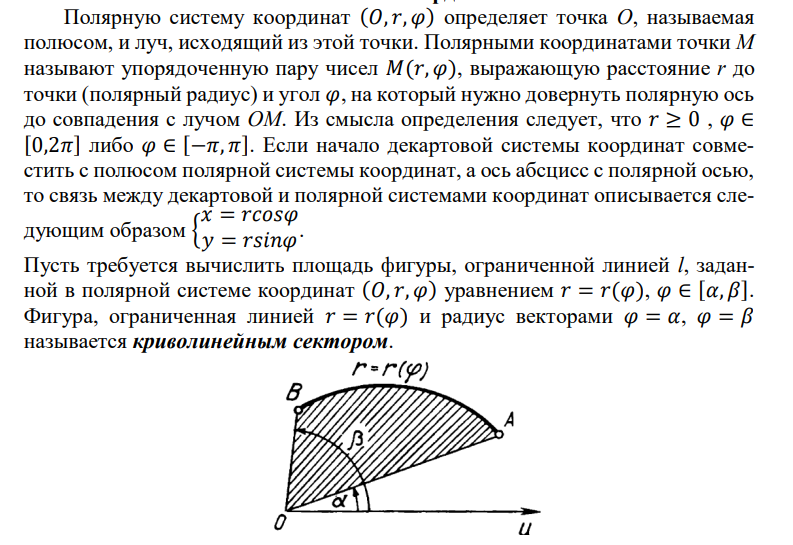 Полярную систему координат (O, r, φ) определяет точка O, называемая
полюсом, и луч, исходящий из этой точки. Полярными координатами точки M
называют упорядоченную пару чисел M(r, φ), выражающую расстояние r до
точки (полярный радиус) и угол φ, на который нужно довернуть полярную ось
до совпадения с лучом OM. Из смысла определения следует, что r ≥ 0 , φ ∈
[0,2π] либо φ ∈ [−π, π]. Если начало декартовой системы координат совме-
стить с полюсом полярной системы координат, а ось абсцисс с полярной осью,
то связь между декартовой и полярной системами координат описывается сле-
дующим образом {x = rcosφ
y = rsinφ.
Пусть требуется вычислить площадь фигуры, ограниченной линией l, задан-
ной в полярной системе координат (O, r, φ) уравнением r = r(φ), φ ∈ [α, β].
Фигура, ограниченная линией r = r(φ) и радиус векторами φ = α, φ = β
называется криволинейным сектором.
r = r(φ)
B
A
β
α
O
u